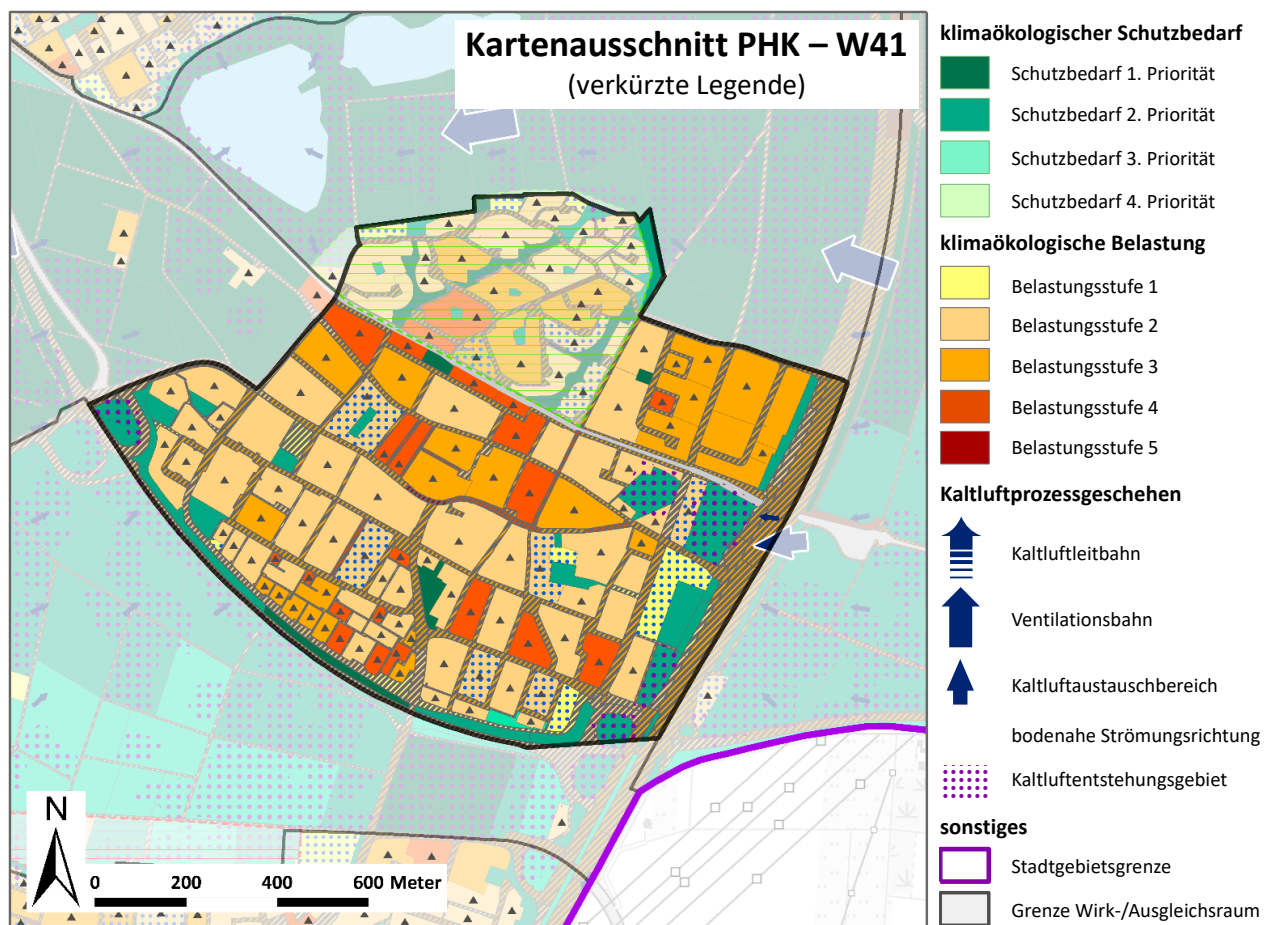 Kartenausschnitt PHK – W41
(verkürzte Legende)
klimaökologischer Schutzbedarf
Schutzbedarf 1. Priorität
Schutzbedarf 2. Priorität
Schutzbedarf 3. Priorität
Schutzbedarf 4. Priorität
klimaökologische Belastung
Belastungsstufe 1
Belastungsstufe 2
Belastungsstufe 3
Belastungsstufe 4
Belastungsstufe 5
Kaltluftprozessgeschehen
Kaltluftleitbahn
Ventilationsbahn
Kaltluftaustauschbereich
bodenahe Strömungsrichtung
Kaltluftentstehungsgebiet
sonstiges
Stadtgebietsgrenze
Grenze Wirk-/Ausgleichsraum
N
0 200 400 600 Meter